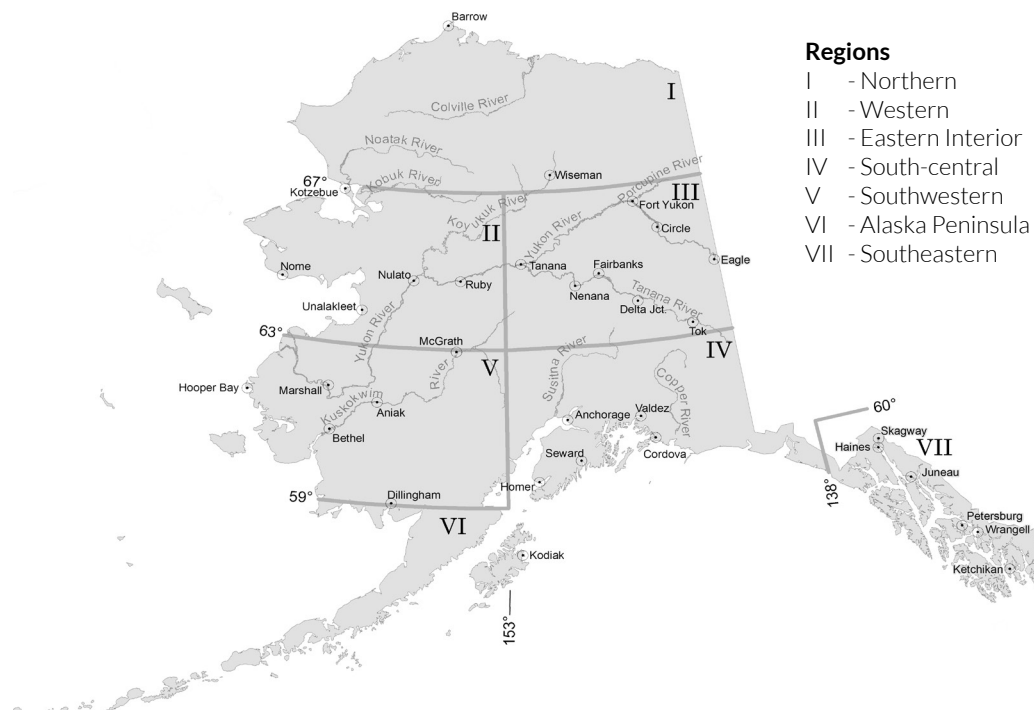 Barrow
Regions
I - Northern
II - Western
III - Eastern Interior
IV - South-central
V - Southwestern
VI - Alaska Peninsula
VII - Southeastern
I
Colville River
Noatak River
Kobuk River
67°
Kotzebue
Wiseman
Porcupine River
III
Fort Yukon
Koyukuk River
II
Yukon River
Circle
Eagle
Nome
Nulato
Ruby
Tanana
Fairbanks
Nenana
Tanana River
Delta Jct.
Unalakleet
Tok
63°
Yukon River
McGrath
V
IV
Susitna River
Copper River
Hooper Bay
Marshall
Kuskokwim
River
Aniak
Bethel
Anchorage
Valdez
Cordova
Seward
Homer
60°
Skagway
Haines
VII
Juneau
138°
59°
Dillingham
VI
Petersburg
Wrangell
Ketchikan
Kodiak
153°